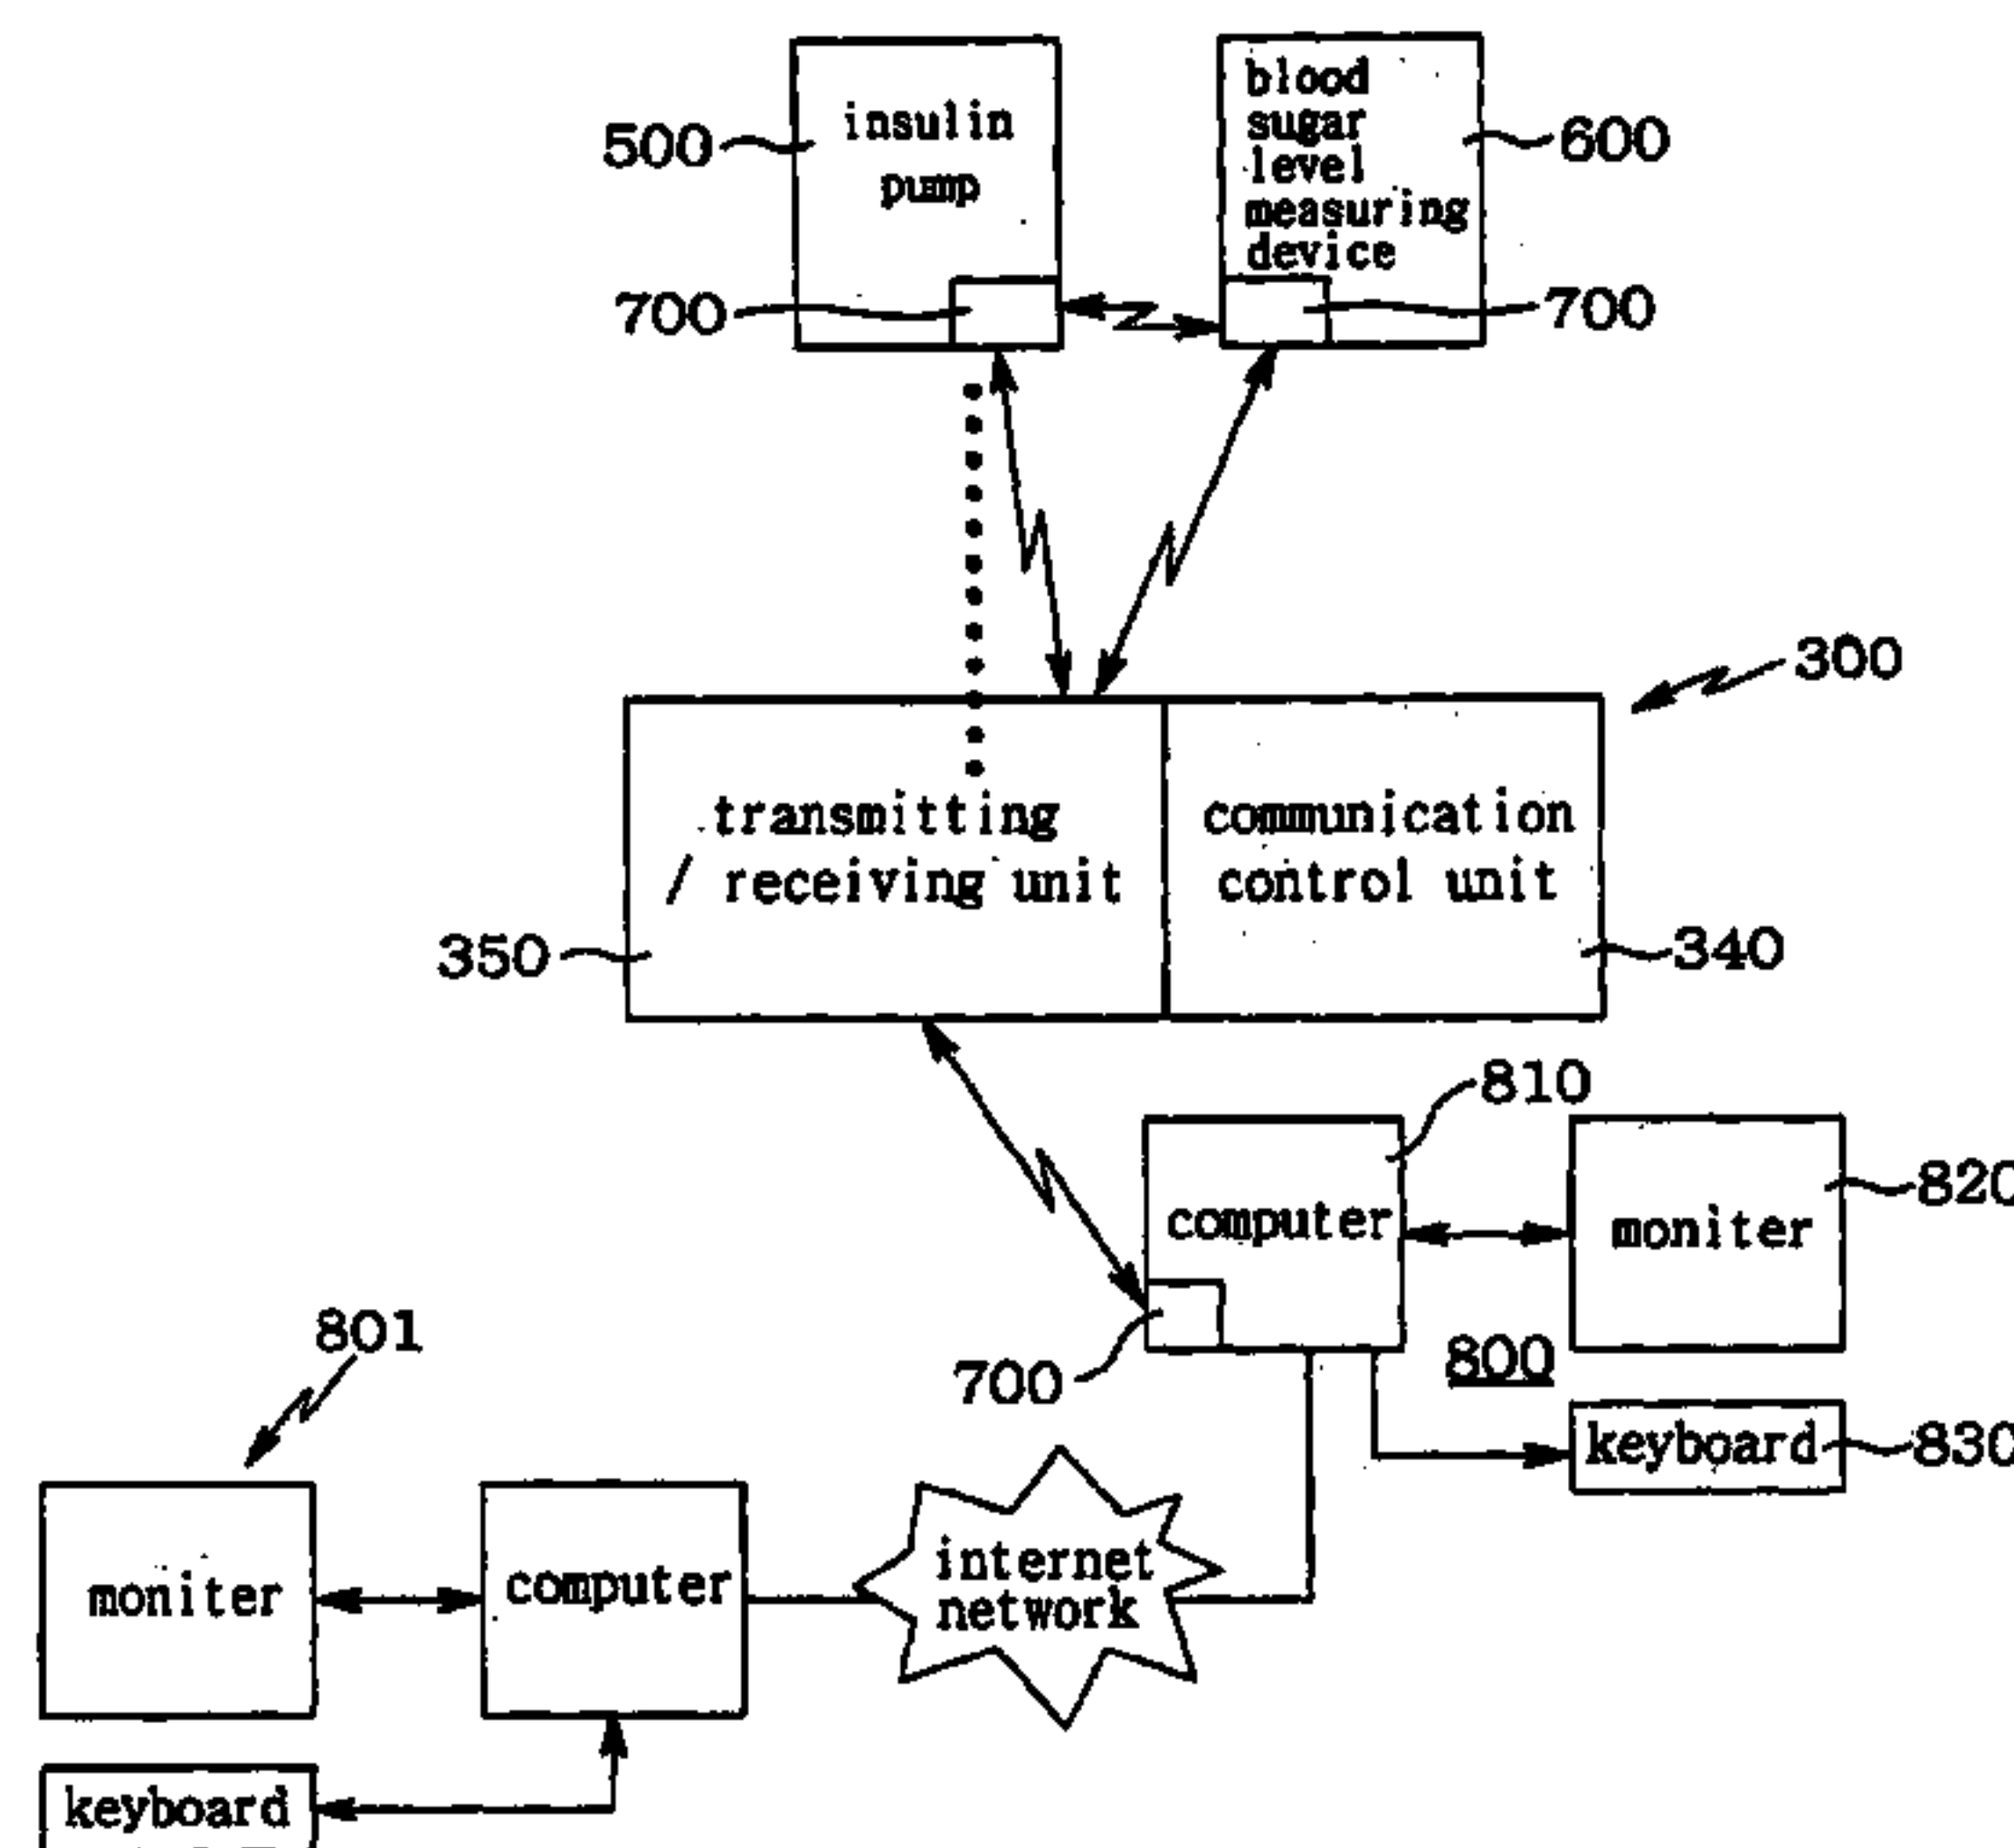 500
insulin
pump
blood
sugar
level
measuring
device
600
700
700
300
transmitting
/ receiving unit
communication
control unit
350
340
810
computer
moniter
820
700
800
keyboard
830
801
moniter
computer
internet
network
keyboard